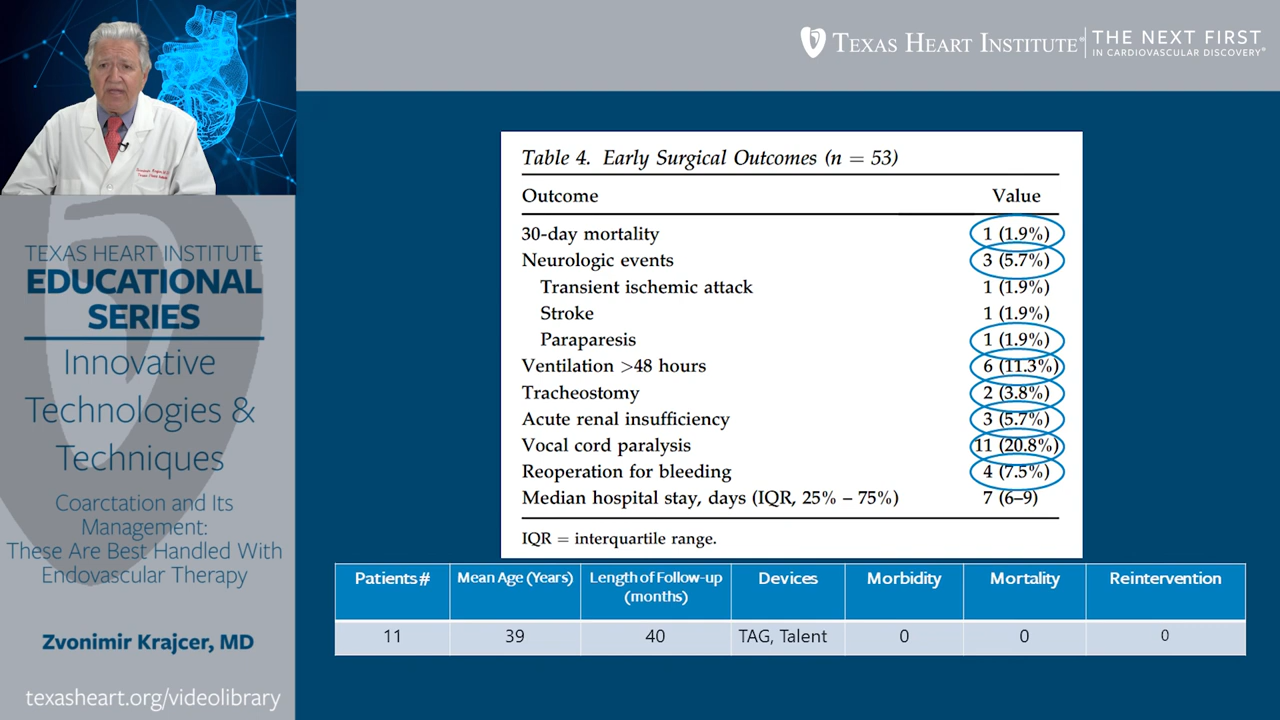 TEXAS HEART INSTITUTE®
THE NEXT FIRST
IN CARDIOVASCULAR DISCOVERY®
TEXAS HEART INSTITUTE
EDUCATIONAL
SERIES
Innovative
Technologies &
Techniques
Coarctation and Its
Management:
These Are Best Handled With
Endovascular Therapy
Zvonimir Krajcer, MD
texasheart.org/videolibrary
Table 4. Early Surgical Outcomes (n = 53)
Outcome Value
30-day mortality 1 (1.9%)
Neurologic events 3 (5.7%)
Transient ischemic attack 1 (1.9%)
Stroke 1 (1.9%)
Paraparesis 1 (1.9%)
Ventilation >48 hours 6 (11.3%)
Tracheostomy 2 (3.8%)
Acute renal insufficiency 3 (5.7%)
Vocal cord paralysis 11 (20.8%)
Reoperation for bleeding 4 (7.5%)
Median hospital stay, days (IQR, 25% – 75%) 7 (6–9)
IQR = interquartile range.
Patients # Mean Age (Years) Length of Follow-up Devices Morbidity Mortality Reintervention
(months)
11 39 40 TAG, Talent 0 0 0